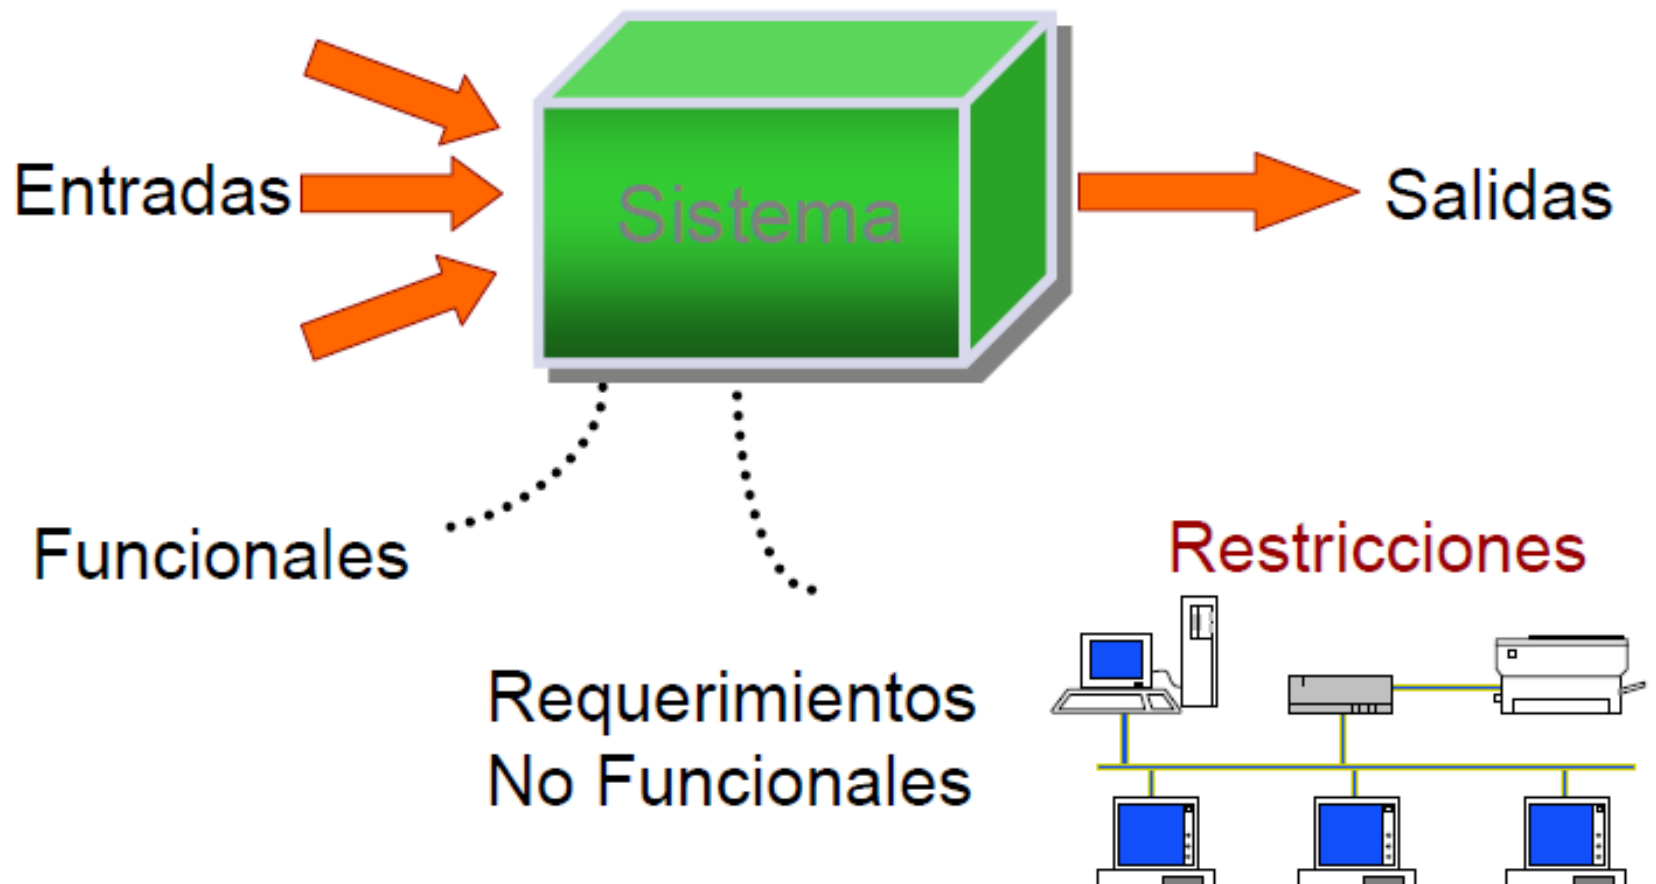 Entradas
Sistema
Salidas
Funcionales
Restricciones
Requerimientos
No Funcionales